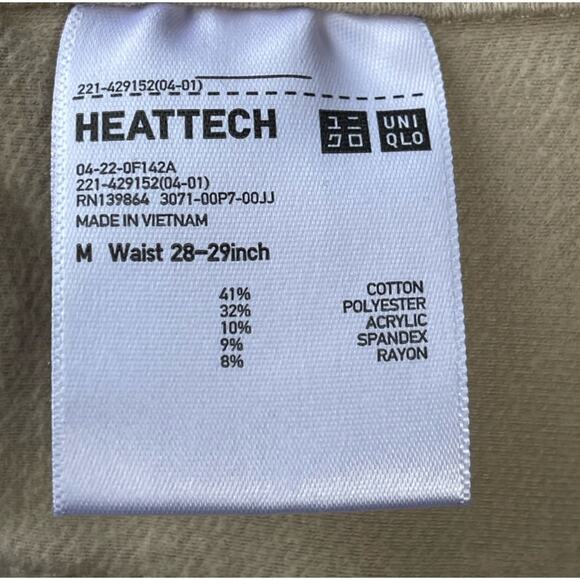 221-429152(04-01)
HEATTECH
ユニ
クロ
UNI
QLO
04-22-0F142A
221-429152(04-01)
RN139864 3071-00P7-00JJ
MADE IN VIETNAM
M Waist 28-29inch
41% COTTON
32% POLYESTER
10% ACRYLIC
9% SPANDEX
8% RAYON